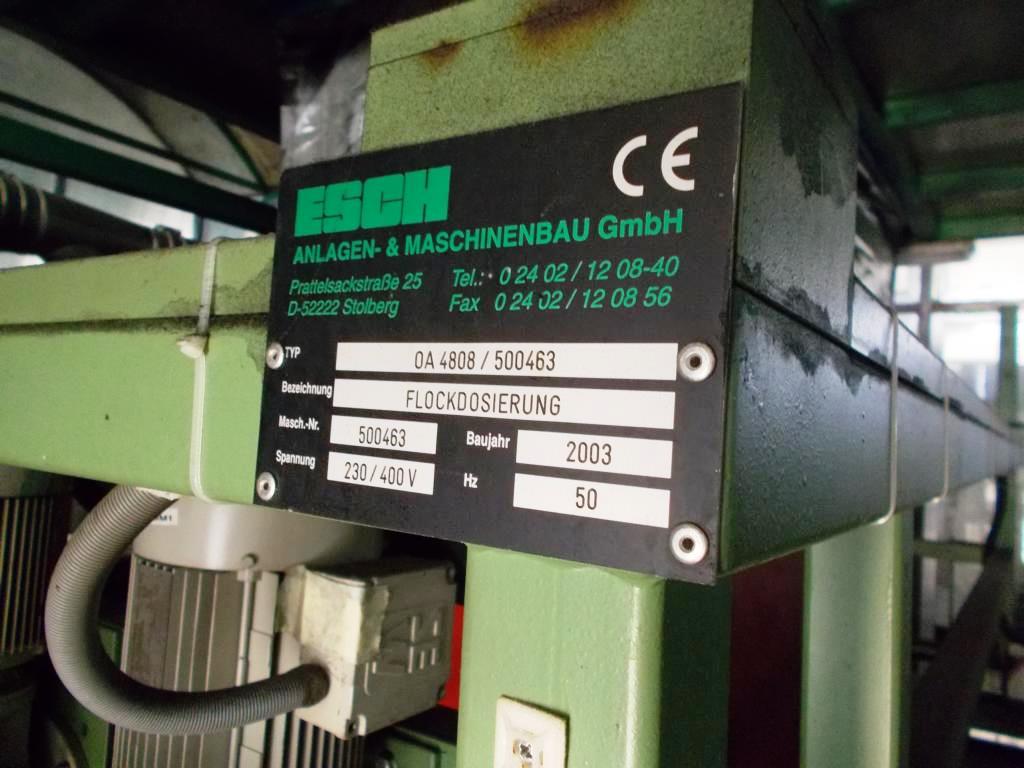 CE
ESCH
ANLAGEN- & MASCHINENBAU GmbH
Prattelsackstraße 25 Tel.: 0 24 02 / 12 08-40
D-52222 Stolberg Fax 0 24 02 / 12 08 56
TYP 0A 4808 / 500463
Bezeichnung FLOCKDOSIERUNG
Masch.-Nr. 500463 Baujahr 2003
Spannung 230 / 400 V Hz 50